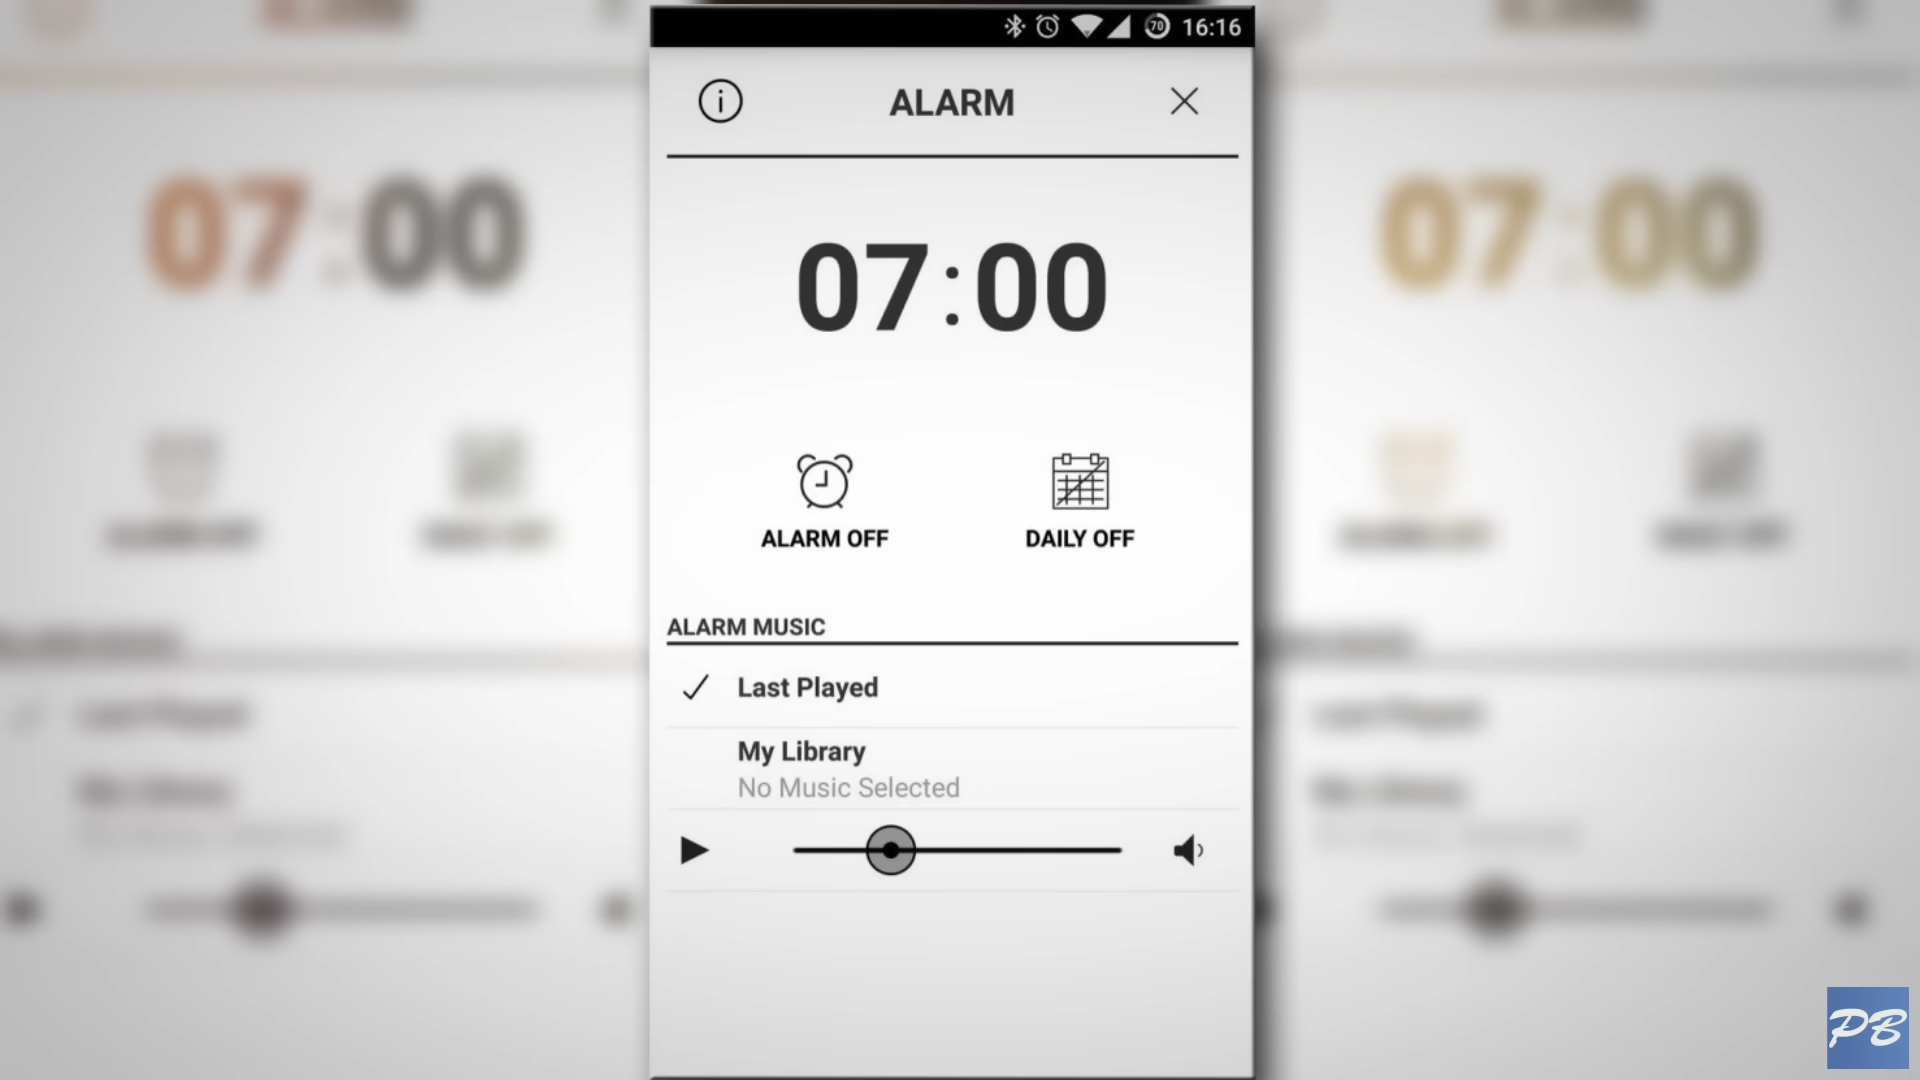 70 16:16
ALARM
07:00
ALARM OFF DAILY OFF
ALARM MUSIC
Last Played
My Library
No Music Selected
PB